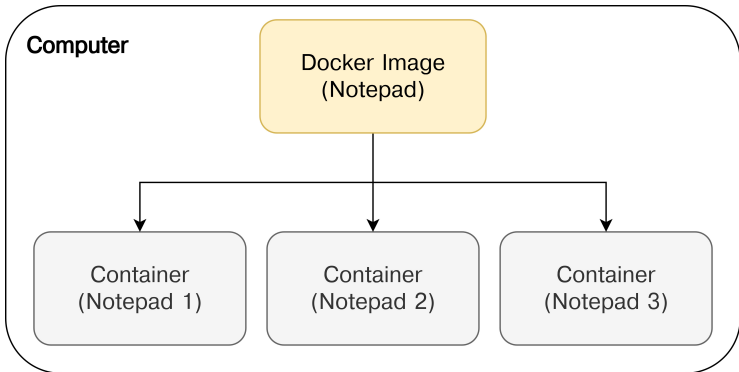 Computer
Docker Image
(Notepad)
Container
(Notepad 1)
Container
(Notepad 2)
Container
(Notepad 3)